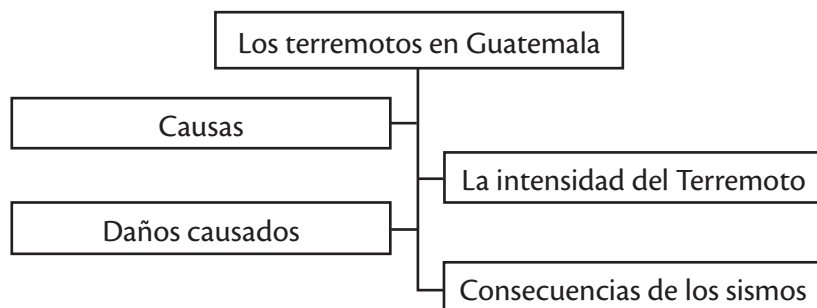 Los terremotos en Guatemala
Causas
La intensidad del Terremoto
Daños causados
Consecuencias de los sismos